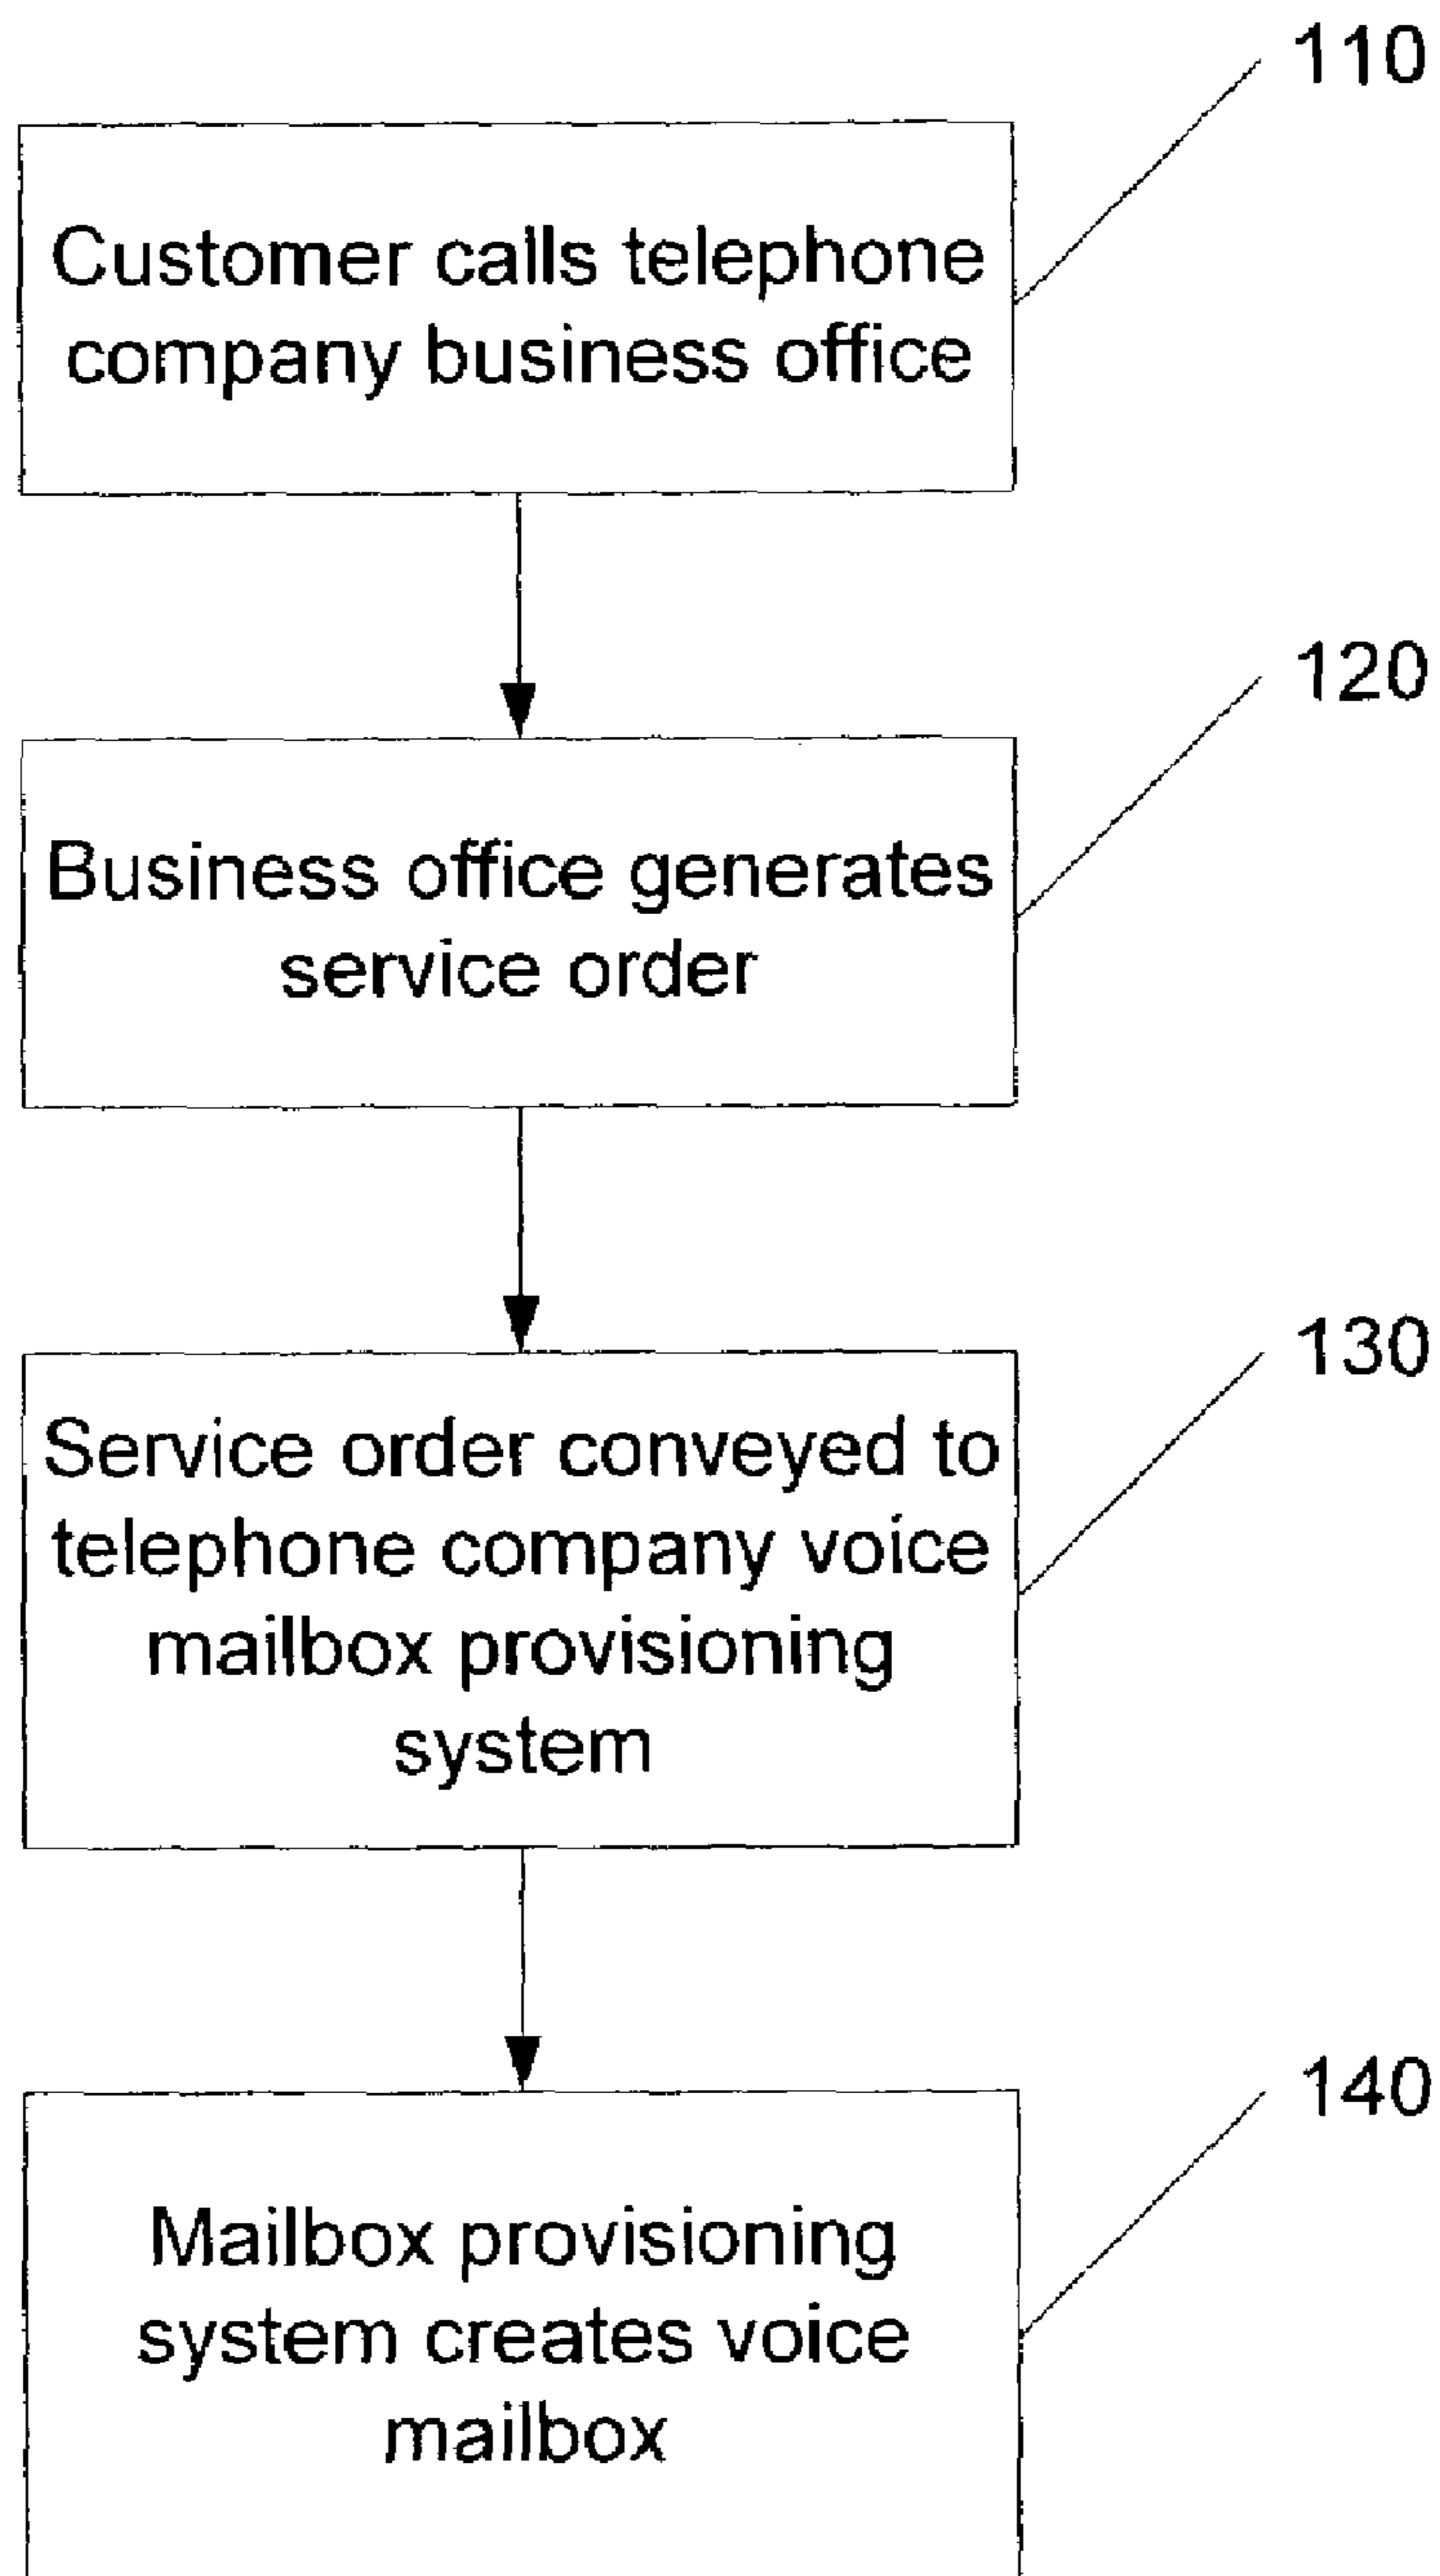 110
Customer calls telephone
company business office
120
Business office generates
service order
130
Service order conveyed to
telephone company voice
mailbox provisioning
system
140
Mailbox provisioning
system creates voice
mailbox